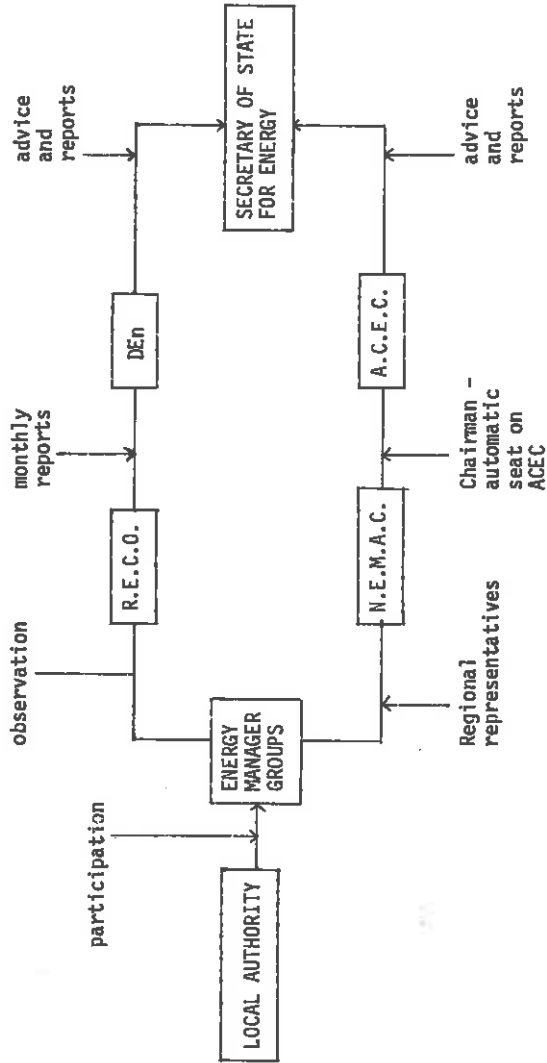 participation
observation
monthly
reports
advice
and
reports
LOCAL AUTHORITY
ENERGY
MANAGER
GROUPS
R.E.C.O.
DEn
SECRETARY OF STATE
FOR ENERGY
N.E.M.A.C.
A.C.E.C.
Regional
representatives
Chairman -
automatic
seat on
ACEC
advice
and
reports